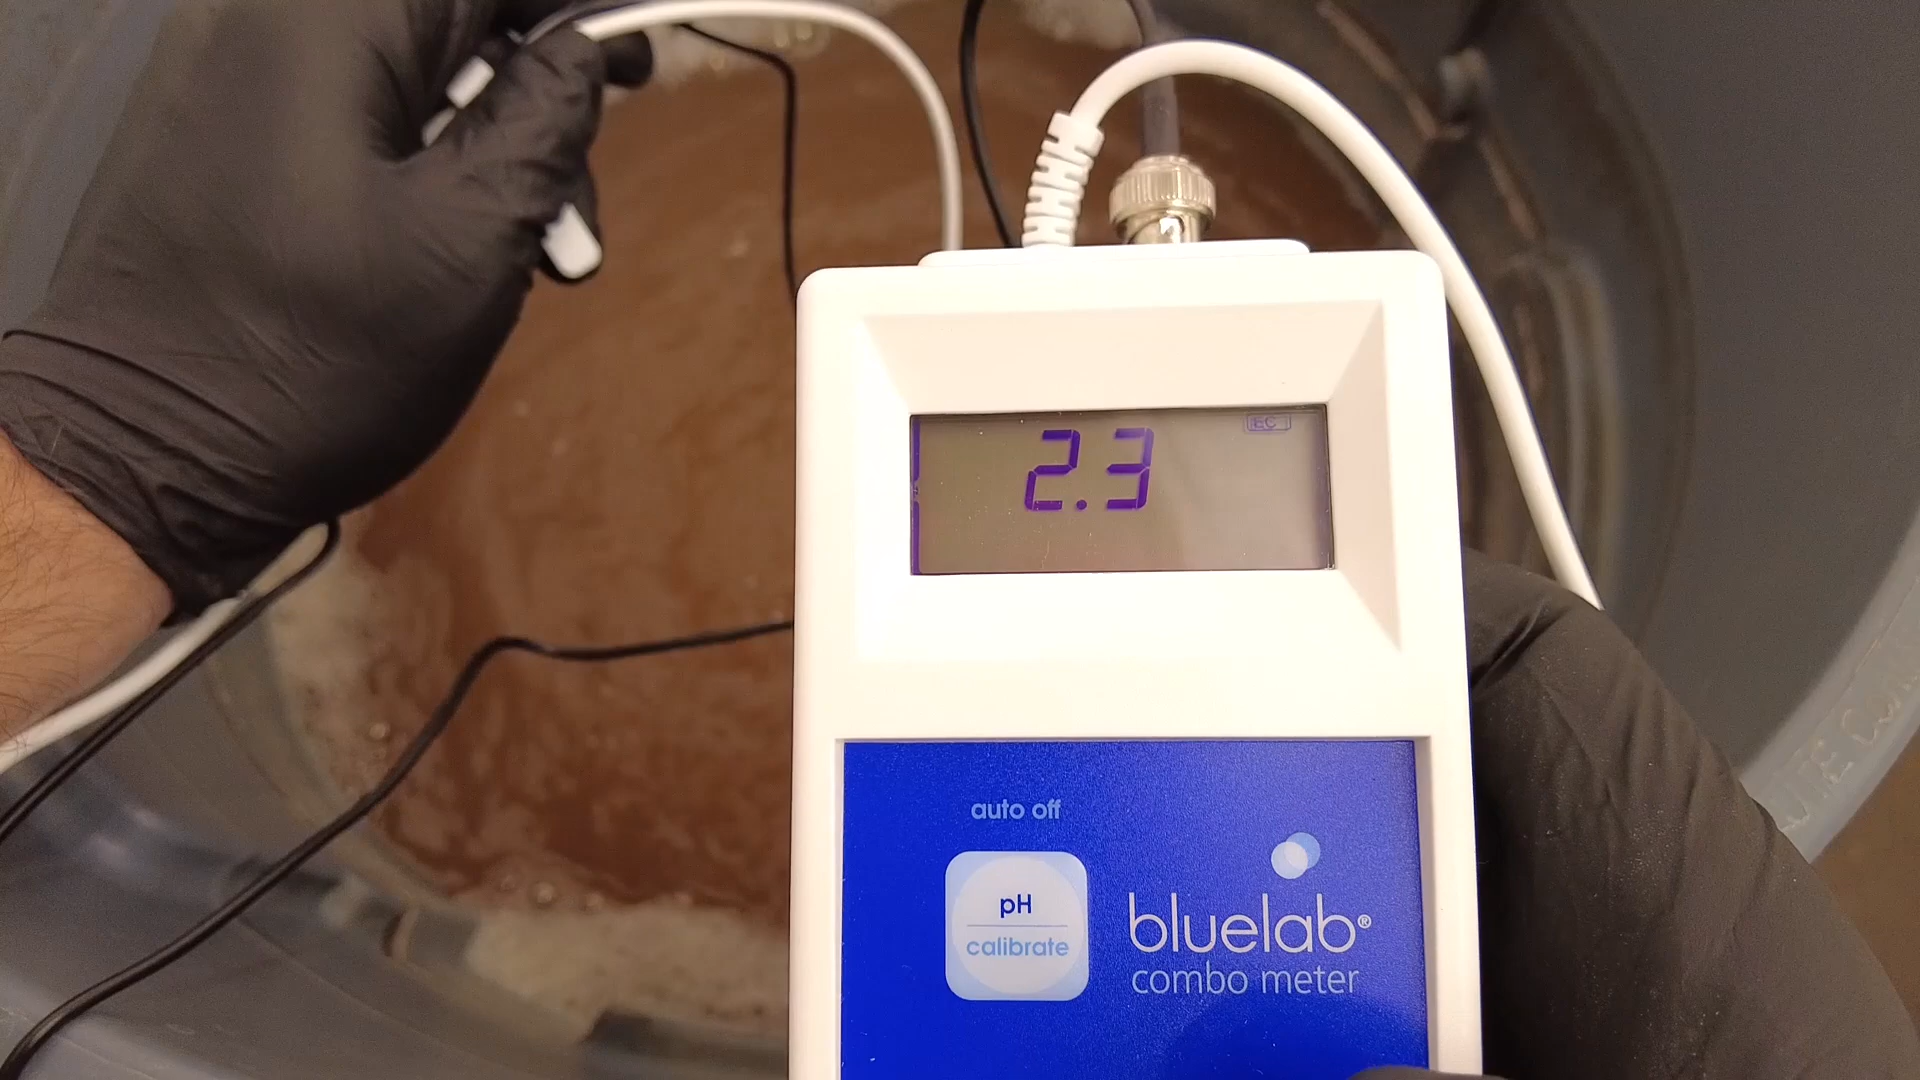 EC
2.3
auto off
pH
calibrate
bluelab®
combo meter